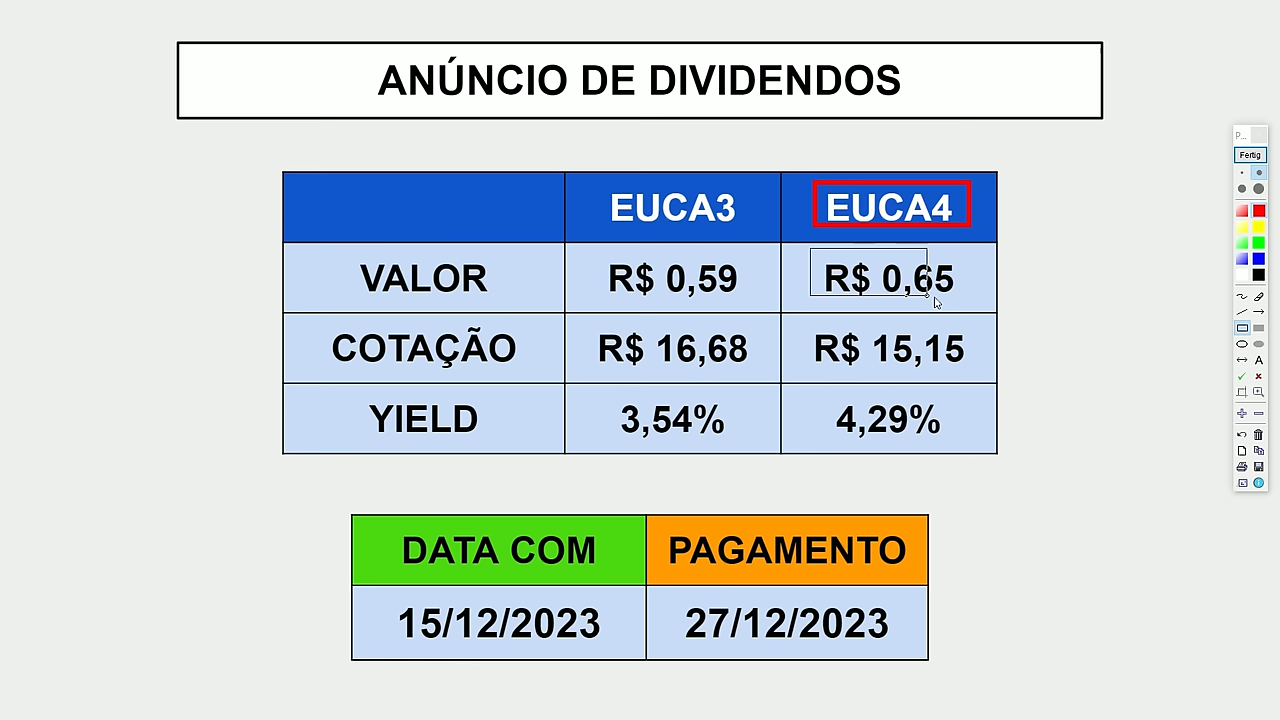 ANÚNCIO DE DIVIDENDOS
EUCA3 EUCA4
VALOR R$ 0,59 R$ 0,65
COTAÇÃO R$ 16,68 R$ 15,15
YIELD 3,54% 4,29%
DATA COM PAGAMENTO
15/12/2023 27/12/2023
P...
Fertig
A